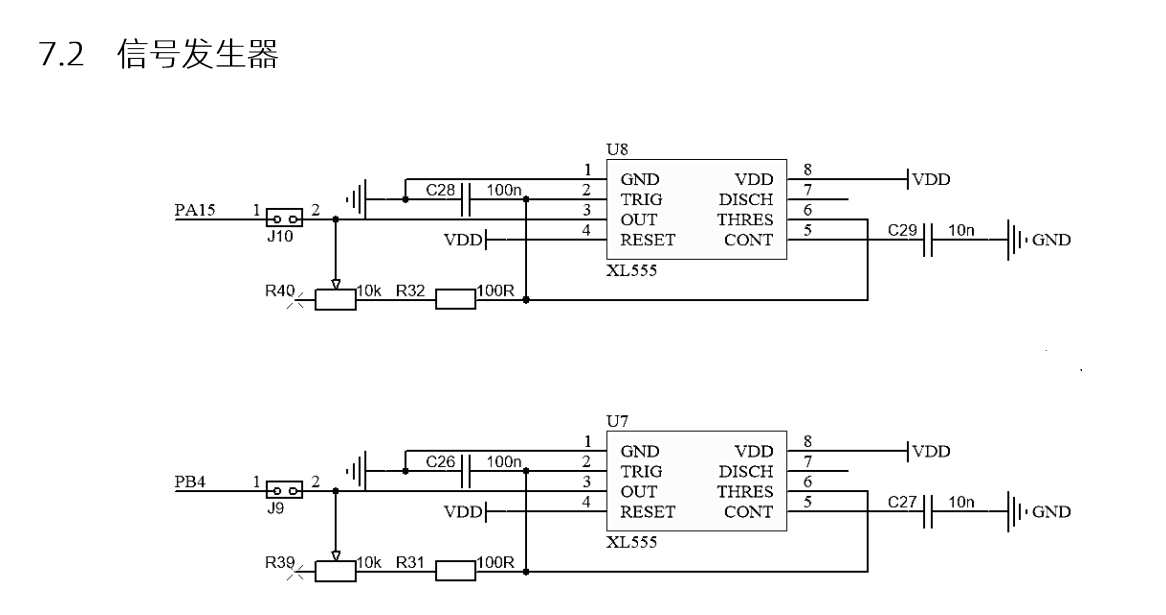 7.2 信号发生器
U8
1 GND VDD 8 VDD
C28 100n 2 TRIG DISCH 7
PA15 1 2 3 OUT THRES 6
J10 VDD 4 RESET CONT 5 C29 10n GND
XL555
R40 10k R32 100R
U7
1 GND VDD 8 VDD
C26 100n 2 TRIG DISCH 7
PB4 1 2 3 OUT THRES 6
J9 VDD 4 RESET CONT 5 C27 10n GND
XL555
R39 10k R31 100R